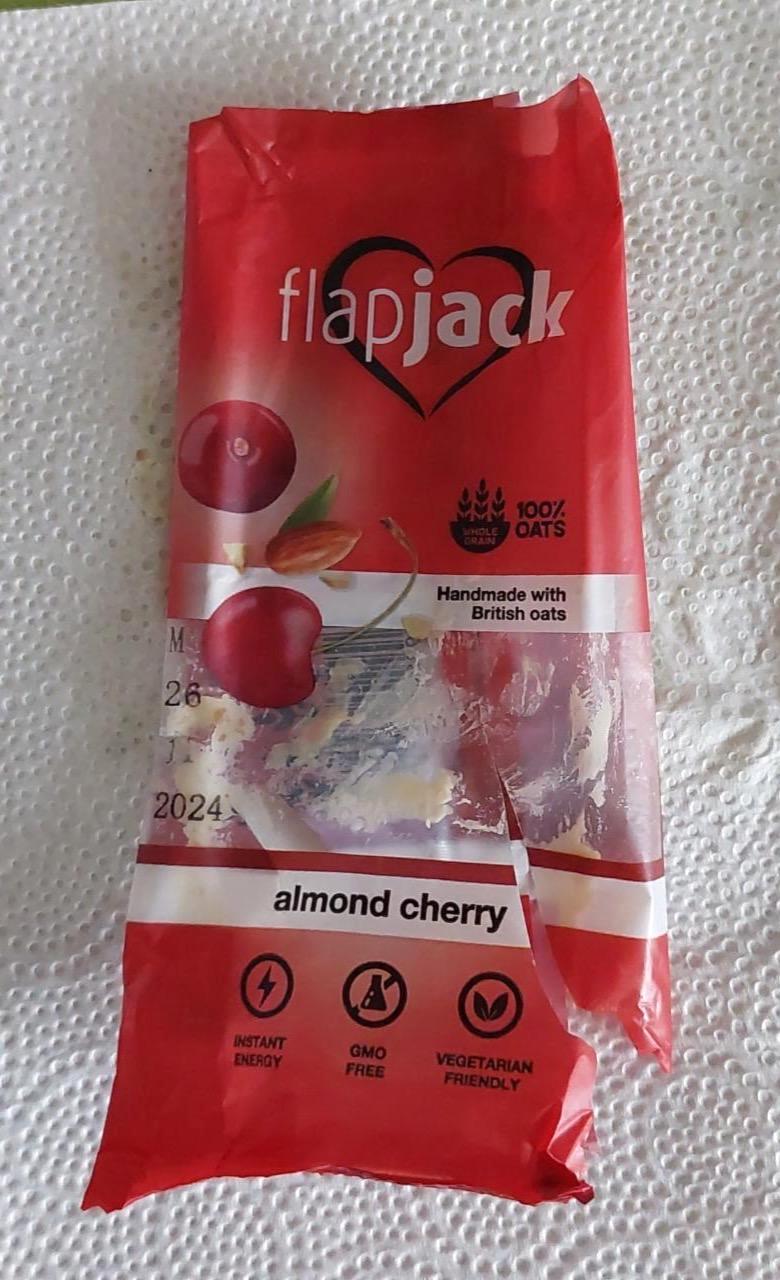 flapjack
WHOLE
GRAIN
100%
OATS
Handmade with
British oats
M
26
2024
almond cherry
INSTANT
ENERGY
GMO
FREE
VEGETARIAN
FRIENDLY